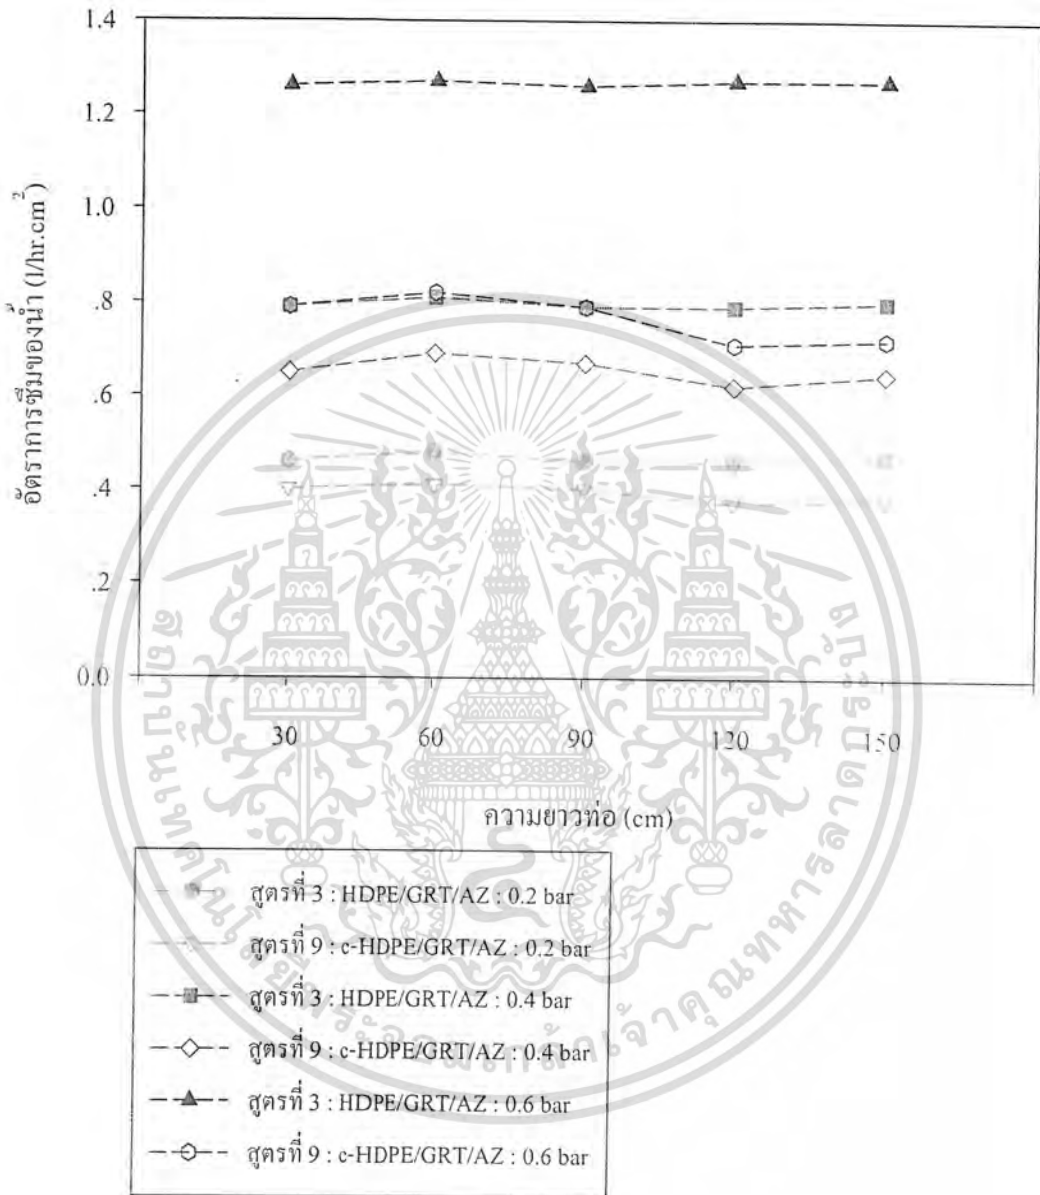 1.4
1.2
1.0
.8
.6
.4
.2
0.0
อัตราการซึมของน้ำ (l/hr.cm²)
30 60 90 120 150
ความยาวท่อ (cm)
สูตรที่ 3 : HDPE/GRT/AZ : 0.2 bar
สูตรที่ 9 : c-HDPE/GRT/AZ : 0.2 bar
สูตรที่ 3 : HDPE/GRT/AZ : 0.4 bar
สูตรที่ 9 : c-HDPE/GRT/AZ : 0.4 bar
สูตรที่ 3 : HDPE/GRT/AZ : 0.6 bar
สูตรที่ 9 : c-HDPE/GRT/AZ : 0.6 bar